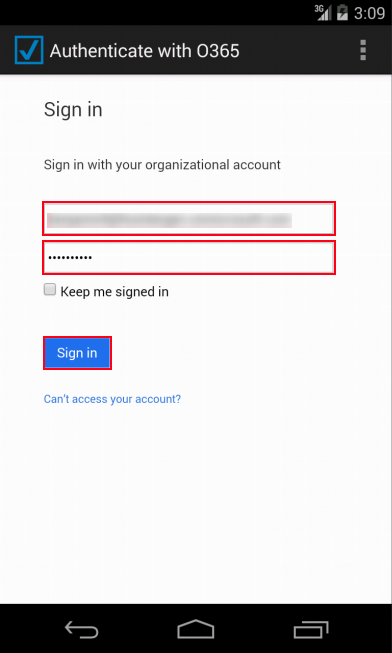 3G 3:09
Authenticate with O365
Sign in
Sign in with your organizational account
••••••••••
Keep me signed in
Sign in
Can't access your account?